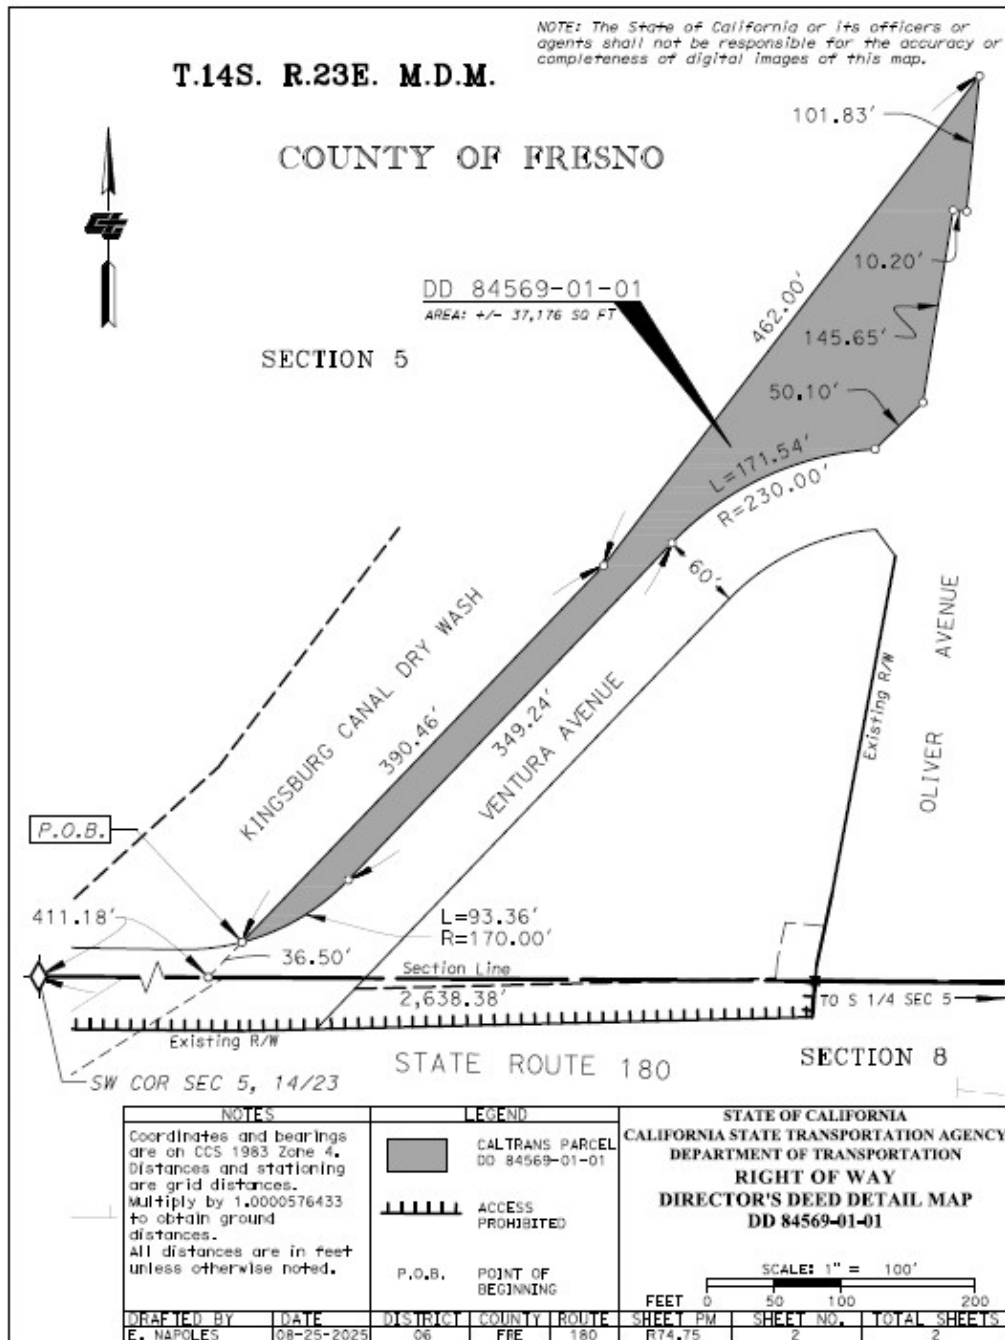 NOTE: The State of California or its officers or
agents shall not be responsible for the accuracy or
completeness of digital images of this map.
T.14S. R.23E. M.D.M.
COUNTY OF FRESNO
101.83'
10.20'
DD 84569-01-01
AREA: +/- 37,176 SQ FT
462.00'
145.65'
SECTION 5
50.10'
L=171.54'
R=230.00'
60'
KINGSBURG CANAL DRY WASH
390.46'
349.24'
VENTURA AVENUE
OLIVER AVENUE
Existing R/W
P.O.B.
411.18'
L=93.36'
R=170.00'
36.50'
Section Line
2,638.38'
TO S 1/4 SEC 5
Existing R/W
STATE ROUTE 180
SECTION 8
SW COR SEC 5, 14/23
NOTES
Coordinates and bearings
are on CCS 1983 Zone 4.
Distances and stationing
are grid distances.
Multiply by 1.0000576433
to obtain ground
distances.
All distances are in feet
unless otherwise noted.
LEGEND
CALTRANS PARCEL
DD 84569-01-01
ACCESS
PROHIBITED
P.O.B. POINT OF
BEGINNING
STATE OF CALIFORNIA
CALIFORNIA STATE TRANSPORTATION AGENCY
DEPARTMENT OF TRANSPORTATION
RIGHT OF WAY
DIRECTOR'S DEED DETAIL MAP
DD 84569-01-01
SCALE: 1" = 100'
FEET 0 50 100 200
DRAFTED BY DATE DISTRICT COUNTY ROUTE SHEET PM SHEET NO. TOTAL SHEETS
E. NAPOLES 08-25-2025 06 FRE 180 R74.75 2 2